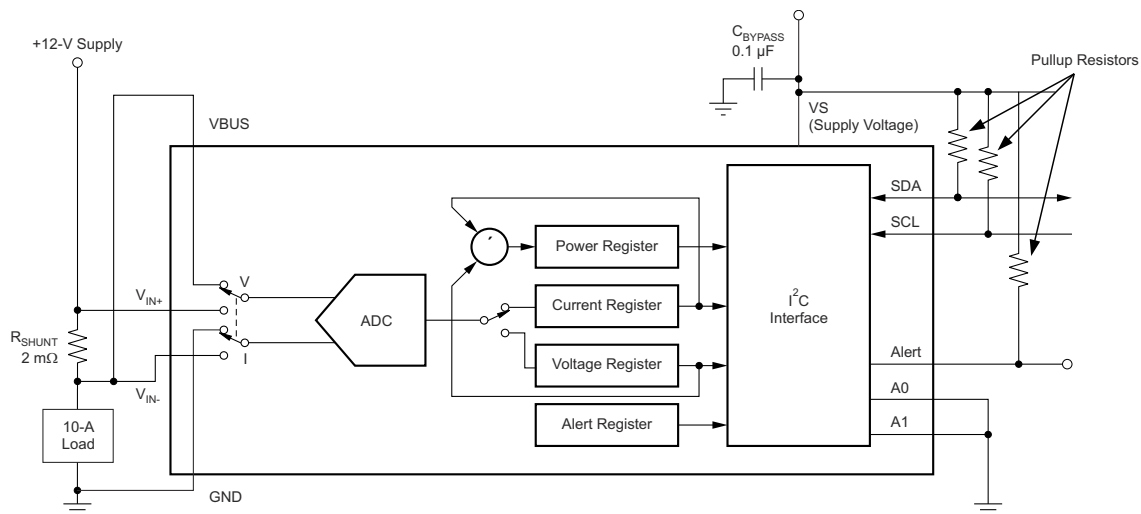 +12-V Supply
C_BYPASS
0.1 µF
Pullup Resistors
VBUS
VS
(Supply Voltage)
SDA
SCL
Power Register
V
V_IN+
ADC
Current Register
I²C
Interface
R_SHUNT
2 mΩ
I
Voltage Register
Alert
V_IN-
A0
10-A
Load
Alert Register
A1
GND